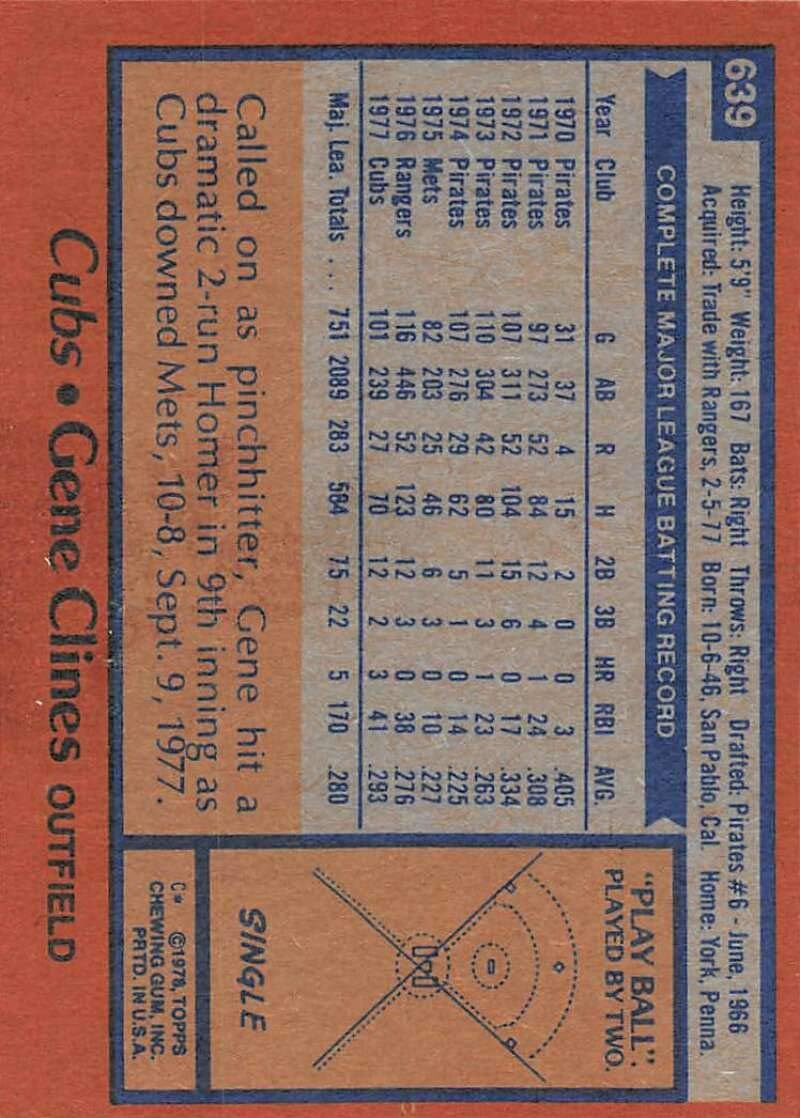 639
Height: 5'9" Weight: 167 Bats: Right Throws: Right Drafted: Pirates #6 - June, 1966
Acquired: Trade with Rangers, 2-5-77 Born: 10-6-46, San Pablo, Cal. Home: York, Penna.
COMPLETE MAJOR LEAGUE BATTING RECORD
Year Club G AB R H 2B 3B HR RBI AVG.
1970 Pirates 31 37 4 15 2 0 0 3 .405
1971 Pirates 97 273 52 84 12 4 1 24 .308
1972 Pirates 107 311 52 104 15 6 0 17 .334
1973 Pirates 110 304 42 80 11 3 1 23 .263
1974 Pirates 107 276 29 62 5 1 0 14 .225
1975 Mets 82 203 25 46 6 3 0 10 .227
1976 Rangers 116 446 52 123 12 3 0 38 .276
1977 Cubs 101 239 27 70 12 2 3 41 .293
Maj. Lea. Totals ... 751 2089 283 584 75 22 5 170 .280
Called on as pinchhitter, Gene hit a
dramatic 2-run Homer in 9th inning as
Cubs downed Mets, 10-8, Sept. 9, 1977.
"PLAY BALL".
PLAYED BY TWO.
SINGLE
C* ©1978, TOPPS
CHEWING GUM, INC.
PRTD. IN U.S.A.
Cubs • Gene Clines OUTFIELD